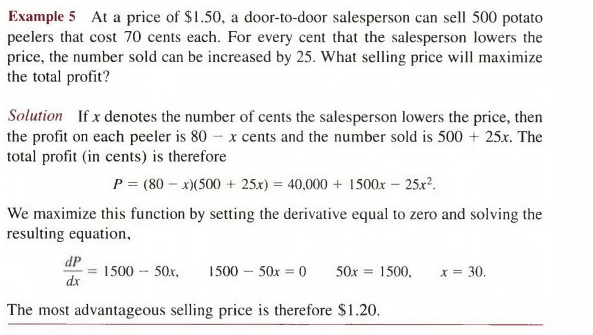 Example 5 At a price of $1.50, a door-to-door salesperson can sell 500 potato
peelers that cost 70 cents each. For every cent that the salesperson lowers the
price, the number sold can be increased by 25. What selling price will maximize
the total profit?
Solution If x denotes the number of cents the salesperson lowers the price, then
the profit on each peeler is 80 − x cents and the number sold is 500 + 25x. The
total profit (in cents) is therefore
P = (80 − x)(500 + 25x) = 40,000 + 1500x − 25x².
We maximize this function by setting the derivative equal to zero and solving the
resulting equation,
dP/dx = 1500 − 50x, 1500 − 50x = 0 50x = 1500, x = 30.
The most advantageous selling price is therefore $1.20.